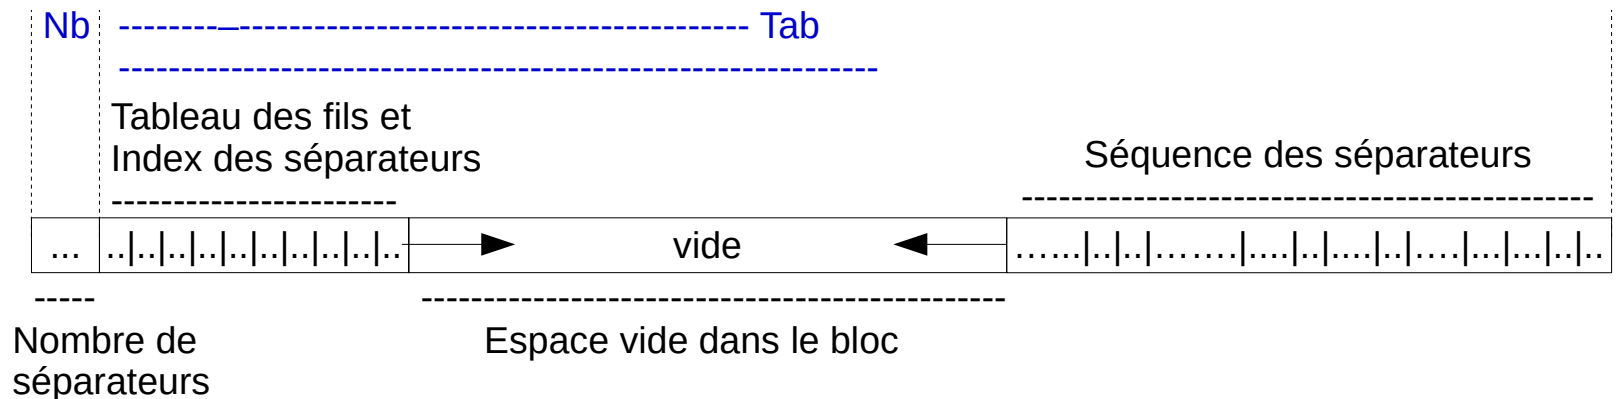 Nb --------–----------------------------------------- Tab
-------------------------------------------------------------
Tableau des fils et
Index des séparateurs
Séquence des séparateurs
----------------------- ----------------------------------------------
... ..|..|..|..|..|..|..|..|..|.. vide …...|..|..|…….|....|..|....|..|….|...|...|..|..
----- -----------------------------------------------
Nombre de
séparateurs
Espace vide dans le bloc